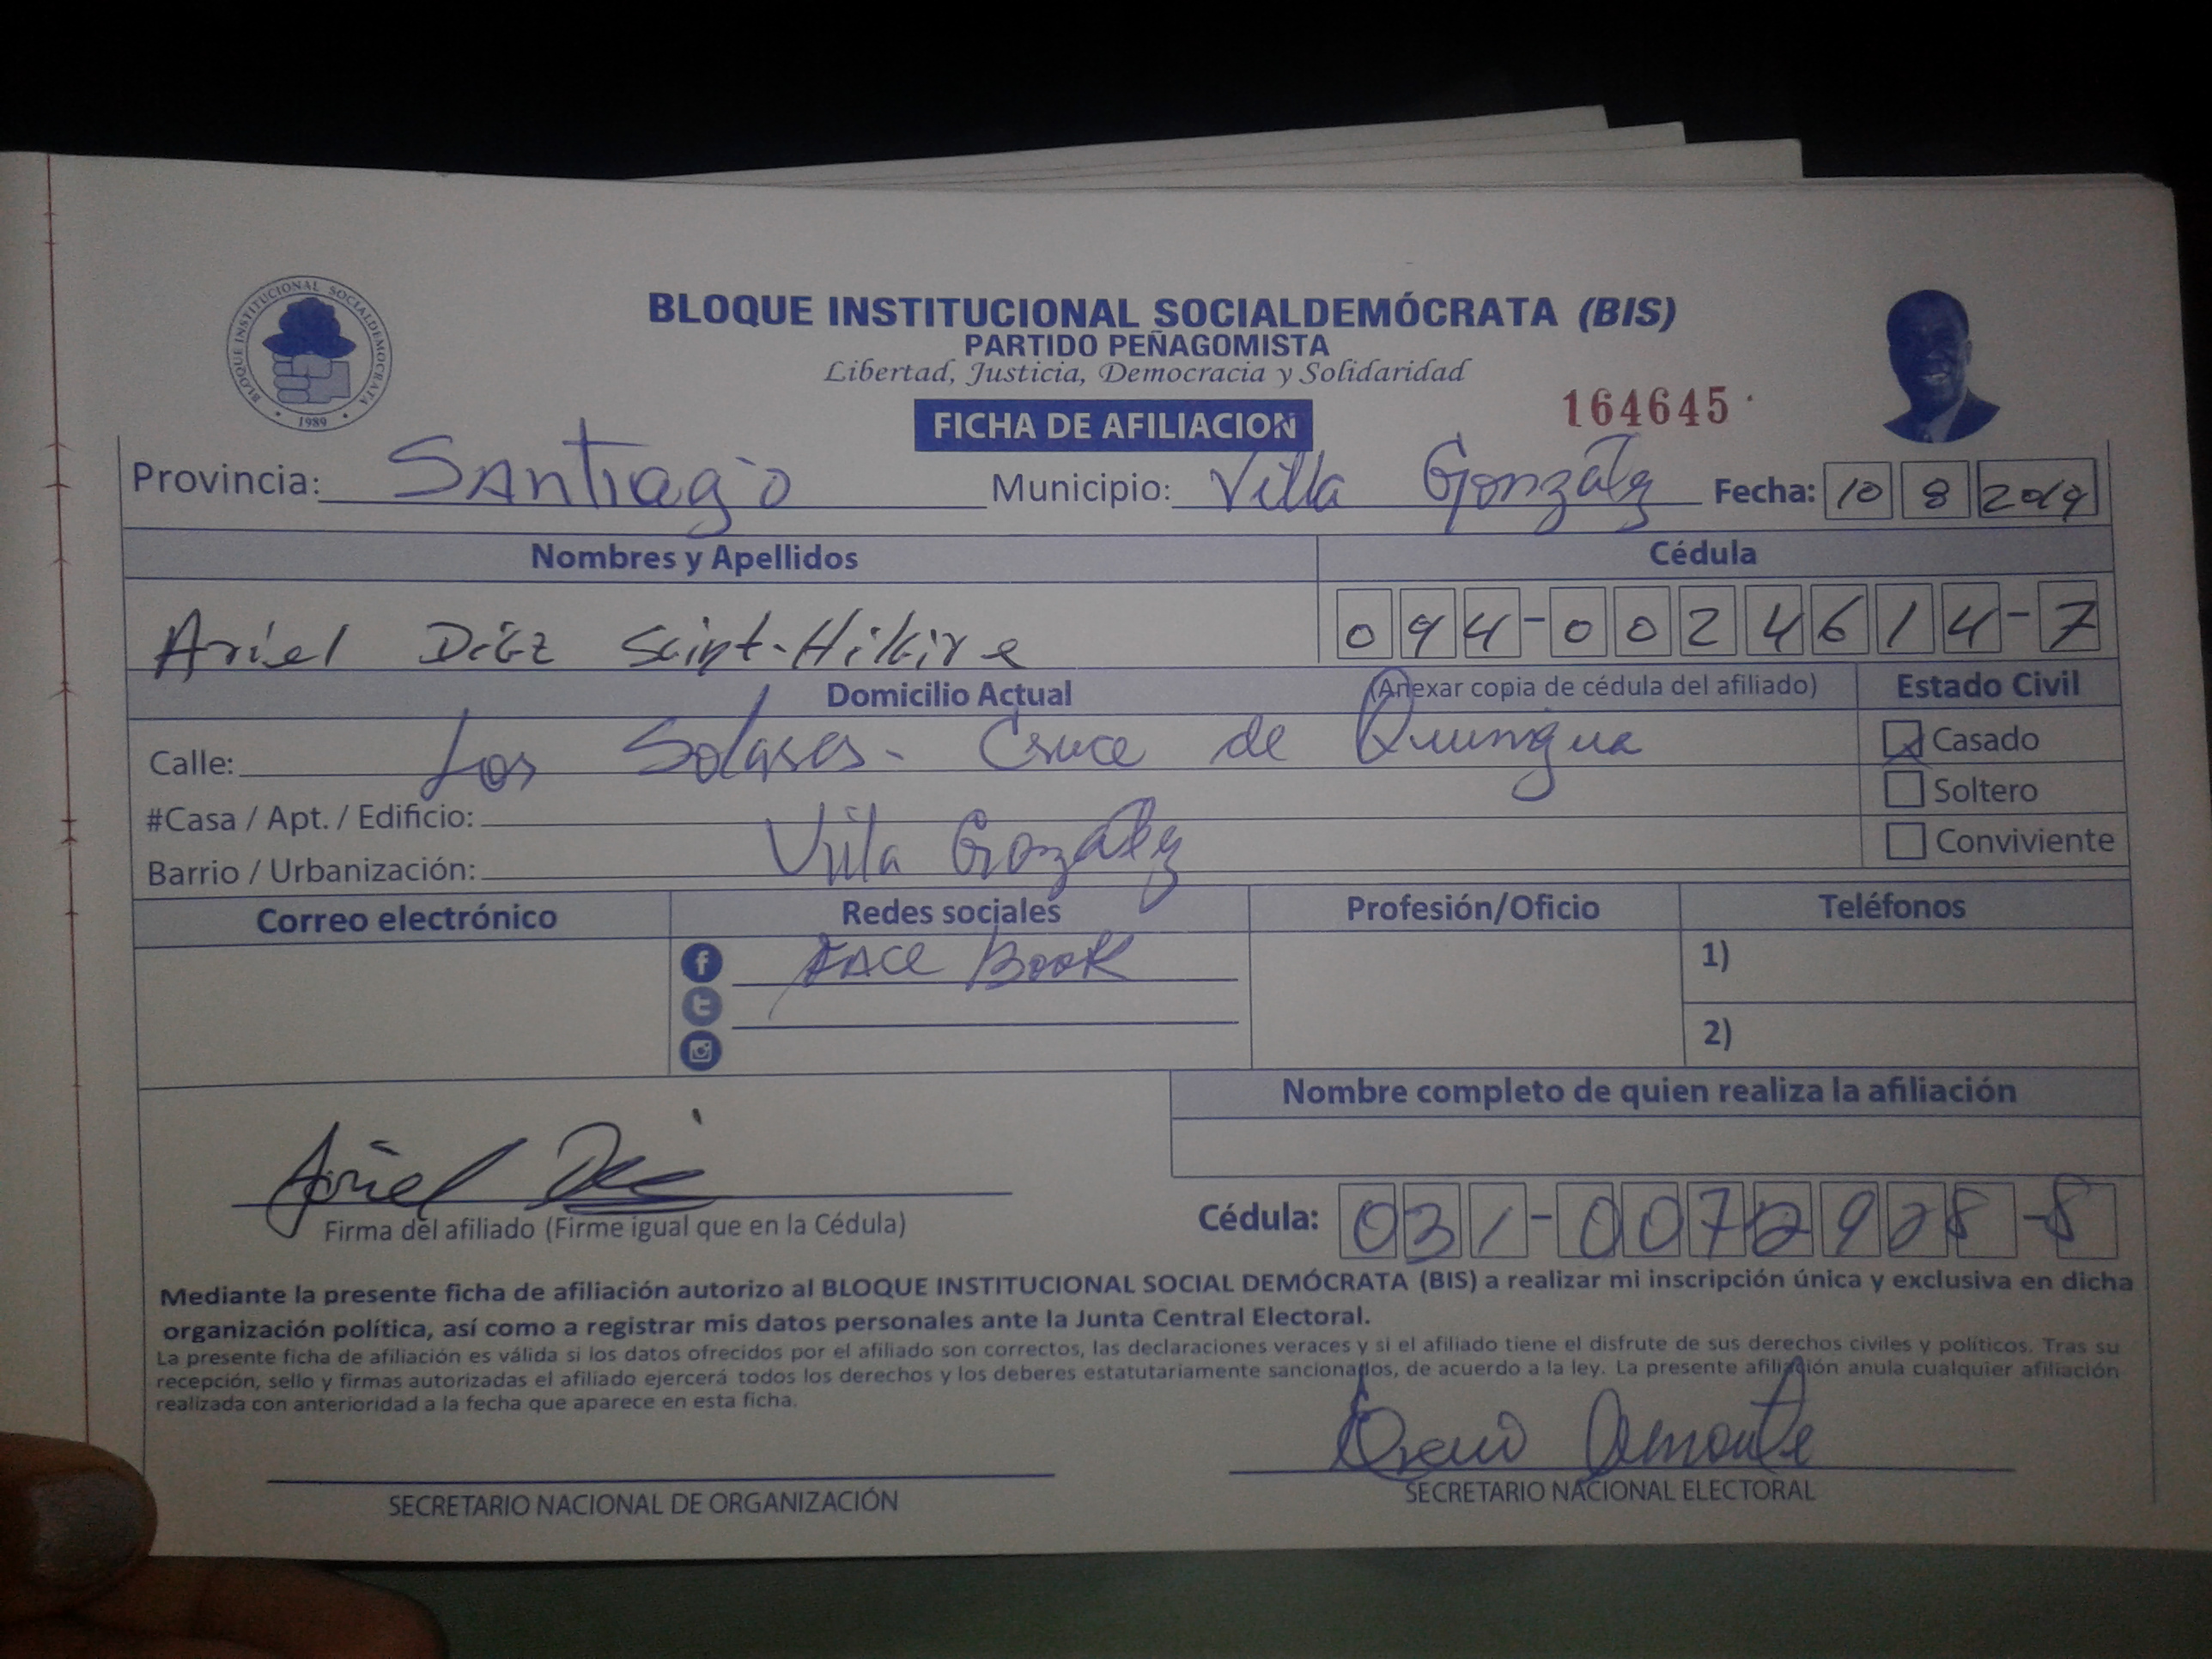 BLOQUE INSTITUCIONAL SOCIALDEMOCRATA
1989
BLOQUE INSTITUCIONAL SOCIALDEMÓCRATA (BIS)
PARTIDO PEÑAGOMISTA
Libertad, Justicia, Democracia y Solidaridad
164645
FICHA DE AFILIACION
Provincia: Santiago Municipio: Villa González Fecha: 10 8 2019
Nombres y Apellidos Cédula
Ariel Díaz Saint-Hilaire 094-0024614-7
Domicilio Actual (Anexar copia de cédula del afiliado) Estado Civil
Calle: Los Solares - Cruce de Quinigua Casado
#Casa / Apt. / Edificio: Soltero
Barrio / Urbanización: Villa González Conviviente
Correo electrónico Redes sociales Profesión/Oficio Teléfonos
FACE BOOK 1)
2)
Nombre completo de quien realiza la afiliación
Ariel Díaz
Firma del afiliado (Firme igual que en la Cédula) Cédula: 031-0072928-8
Mediante la presente ficha de afiliación autorizo al BLOQUE INSTITUCIONAL SOCIAL DEMÓCRATA (BIS) a realizar mi inscripción única y exclusiva en dicha
organización política, así como a registrar mis datos personales ante la Junta Central Electoral.
La presente ficha de afiliación es válida si los datos ofrecidos por el afiliado son correctos, las declaraciones veraces y si el afiliado tiene el disfrute de sus derechos civiles y políticos. Tras su
recepción, sello y firmas autorizadas el afiliado ejercerá todos los derechos y los deberes estatutariamente sancionados, de acuerdo a la ley. La presente afiliación anula cualquier afiliación
realizada con anterioridad a la fecha que aparece en esta ficha.
SECRETARIO NACIONAL DE ORGANIZACIÓN SECRETARIO NACIONAL ELECTORAL